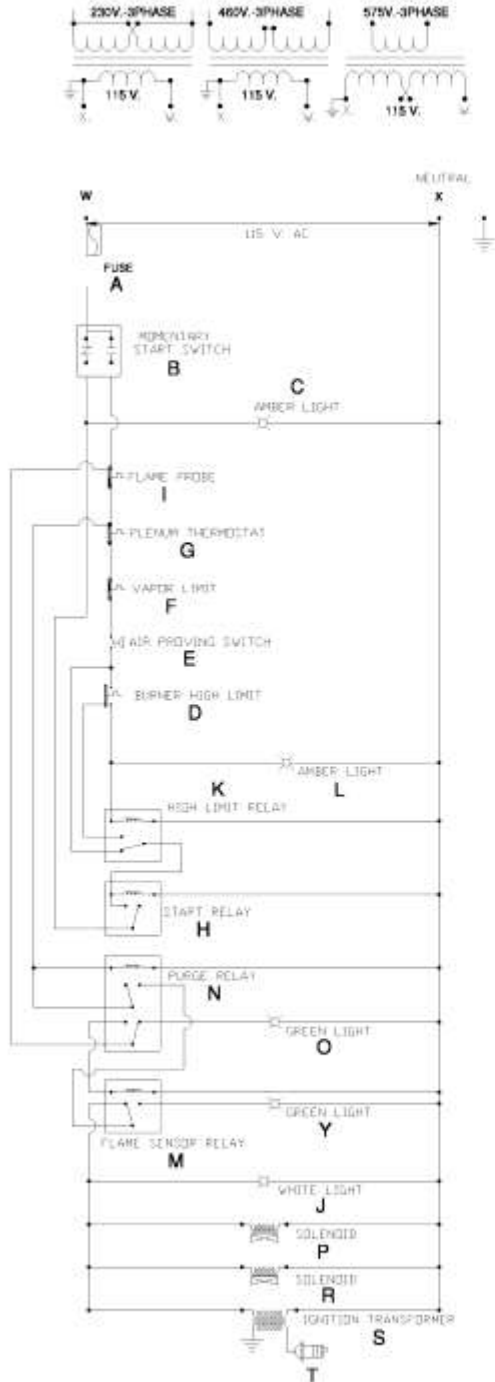 230V.-3PHASE 460V.-3PHASE 575V.-3PHASE
115 V. 115 V. 115 V.
X. W. X. W. X. W.
NEUTRAL
W X
115 V. AC
FUSE
A
MOMENTARY
START SWITCH
B
C
AMBER LIGHT
FLAME PROBE
I
PLENUM THERMOSTAT
G
VAPOR LIMIT
F
AIR PROVING SWITCH
E
BURNER HIGH LIMIT
D
AMBER LIGHT
K L
HIGH LIMIT RELAY
START RELAY
H
PURGE RELAY
N
GREEN LIGHT
O
GREEN LIGHT
Y
FLAME SENSOR RELAY
M
WHITE LIGHT
J
SOLENOID
P
SOLENOID
R
IGNITION TRANSFORMER
S
T